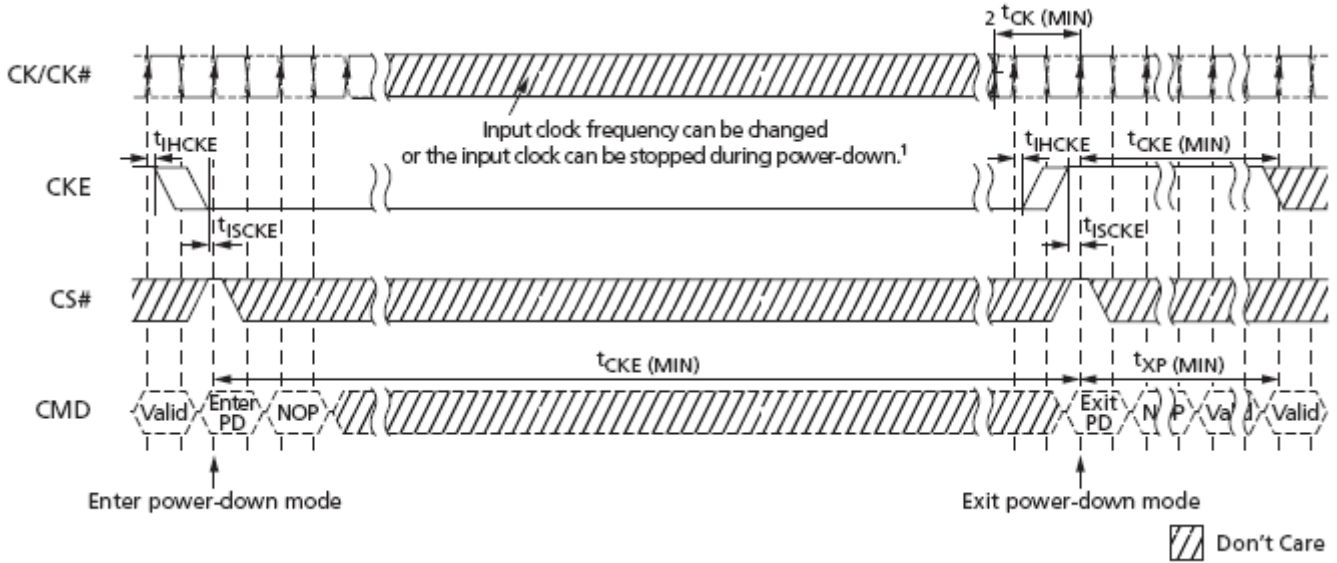 2 tCK (MIN)
CK/CK#
Input clock frequency can be changed
or the input clock can be stopped during power-down.1
tIHCKE
tIHCKE
tCKE (MIN)
CKE
tISCKE
tISCKE
CS#
tCKE (MIN)
tXP (MIN)
CMD
Valid
Enter
PD
NOP
Exit
PD
N P
Va d
Valid
Enter power-down mode
Exit power-down mode
Don't Care